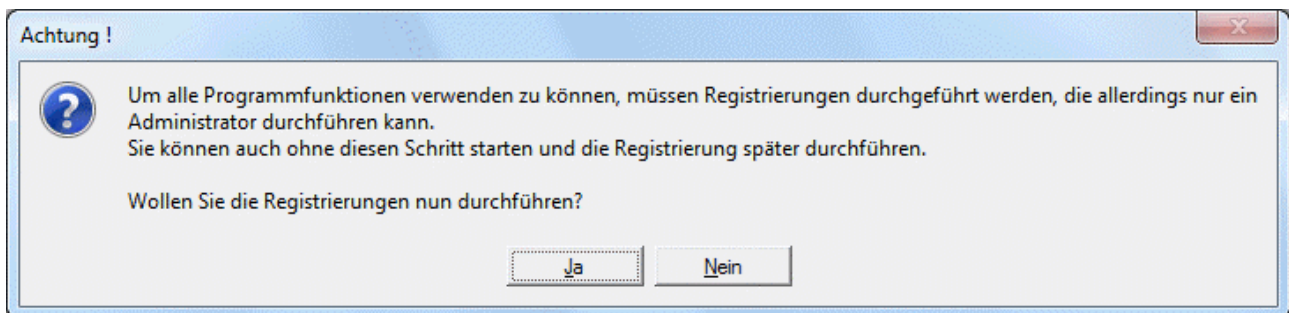 Achtung !
Um alle Programmfunktionen verwenden zu können, müssen Registrierungen durchgeführt werden, die allerdings nur ein
Administrator durchführen kann.
Sie können auch ohne diesen Schritt starten und die Registrierung später durchführen.
Wollen Sie die Registrierungen nun durchführen?
Ja Nein